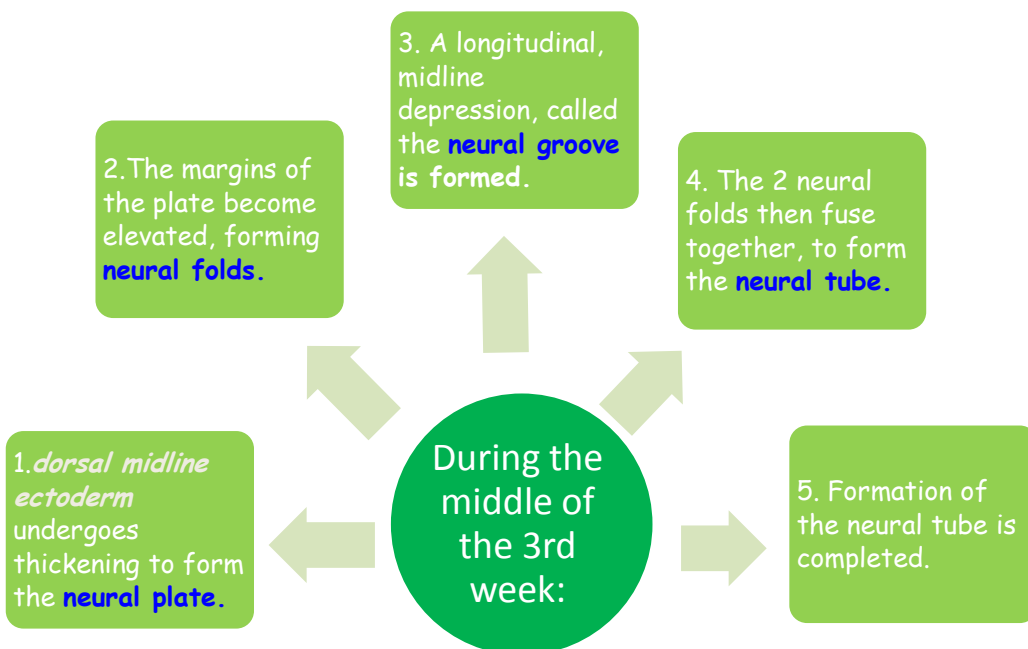 3. A longitudinal,
midline
depression, called
the neural groove
is formed.
2.The margins of
the plate become
elevated, forming
neural folds.
4. The 2 neural
folds then fuse
together, to form
the neural tube.
1.dorsal midline
ectoderm
undergoes
thickening to form
the neural plate.
During the
middle of
the 3rd
week:
5. Formation of
the neural tube is
completed.